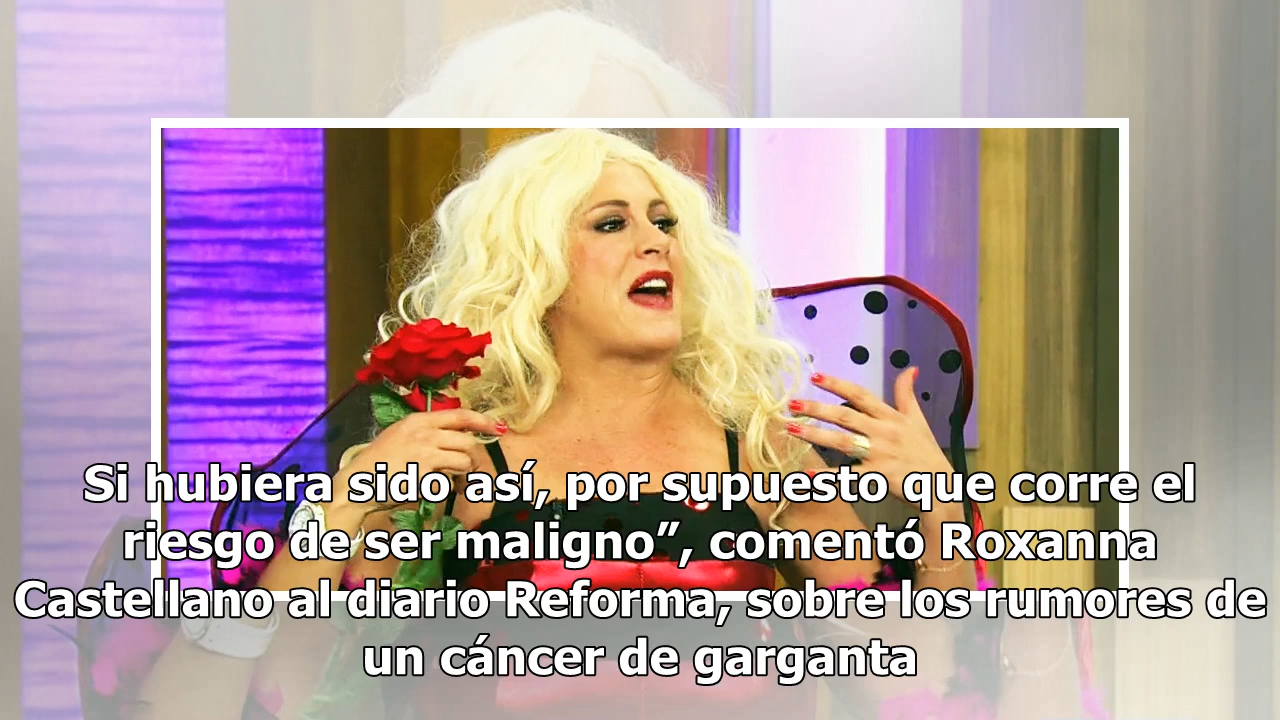 Si hubiera sido así, por supuesto que corre el
riesgo de ser maligno”, comentó Roxanna
Castellano al diario Reforma, sobre los rumores de
un cáncer de garganta